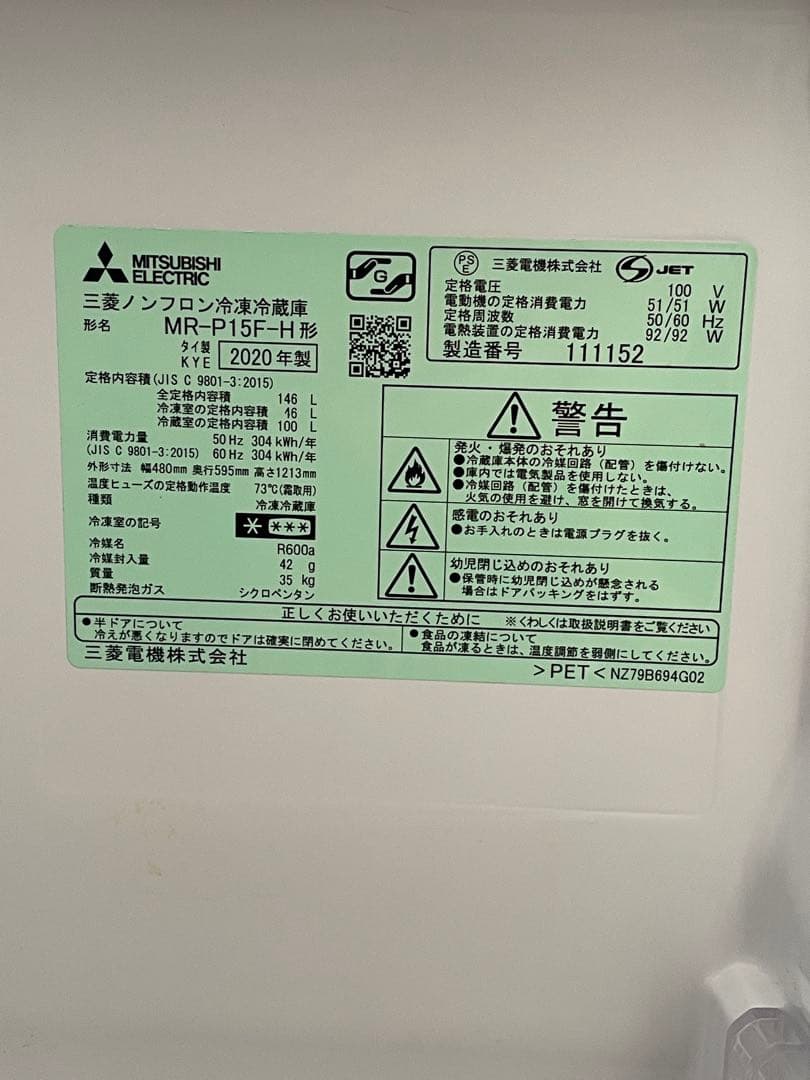 MITSUBISHI
ELECTRIC
三菱ノンフロン冷凍冷蔵庫
形名 MR-P15F-H形
タイ製
KYE 2020年製
定格内容積(JIS C 9801-3:2015)
全定格内容積 146 L
冷凍室の定格内容積 46 L
冷蔵室の定格内容積 100 L
消費電力量 50 Hz 304 kWh/年
(JIS C 9801-3:2015) 60 Hz 304 kWh/年
外形寸法 幅480mm 奥行595mm 高さ1213mm
温度ヒューズの定格動作温度 73℃(霜取用)
種類 冷凍冷蔵庫
冷凍室の記号 * ***
冷媒名 R600a
冷媒封入量 42 g
質量 35 kg
断熱発泡ガス シクロペンタン
G
PS
E
三菱電機株式会社 S JET
定格電圧 100 V
電動機の定格消費電力 51/51 W
定格周波数 50/60 Hz
電熱装置の定格消費電力 92/92 W
製造番号 111152
警告
発火・爆発のおそれあり
●冷蔵庫本体の冷媒回路(配管)を傷付けない。
●庫内では電気製品を使用しない。
●冷媒回路(配管)を傷付けたときは、
火気の使用を避け、窓を開けて換気する。
感電のおそれあり
●お手入れのときは電源プラグを抜く。
幼児閉じ込めのおそれあり
●保管時に幼児閉じ込めが懸念される
場合はドアパッキングをはずす。
正しくお使いいただくために ※くわしくは取扱説明書をご覧ください
●半ドアについて
冷えが悪くなりますのでドアは確実に閉めてください。
●食品の凍結について
食品が凍るときは、温度調節を弱側にしてください。
三菱電機株式会社
>PET< NZ79B694G02